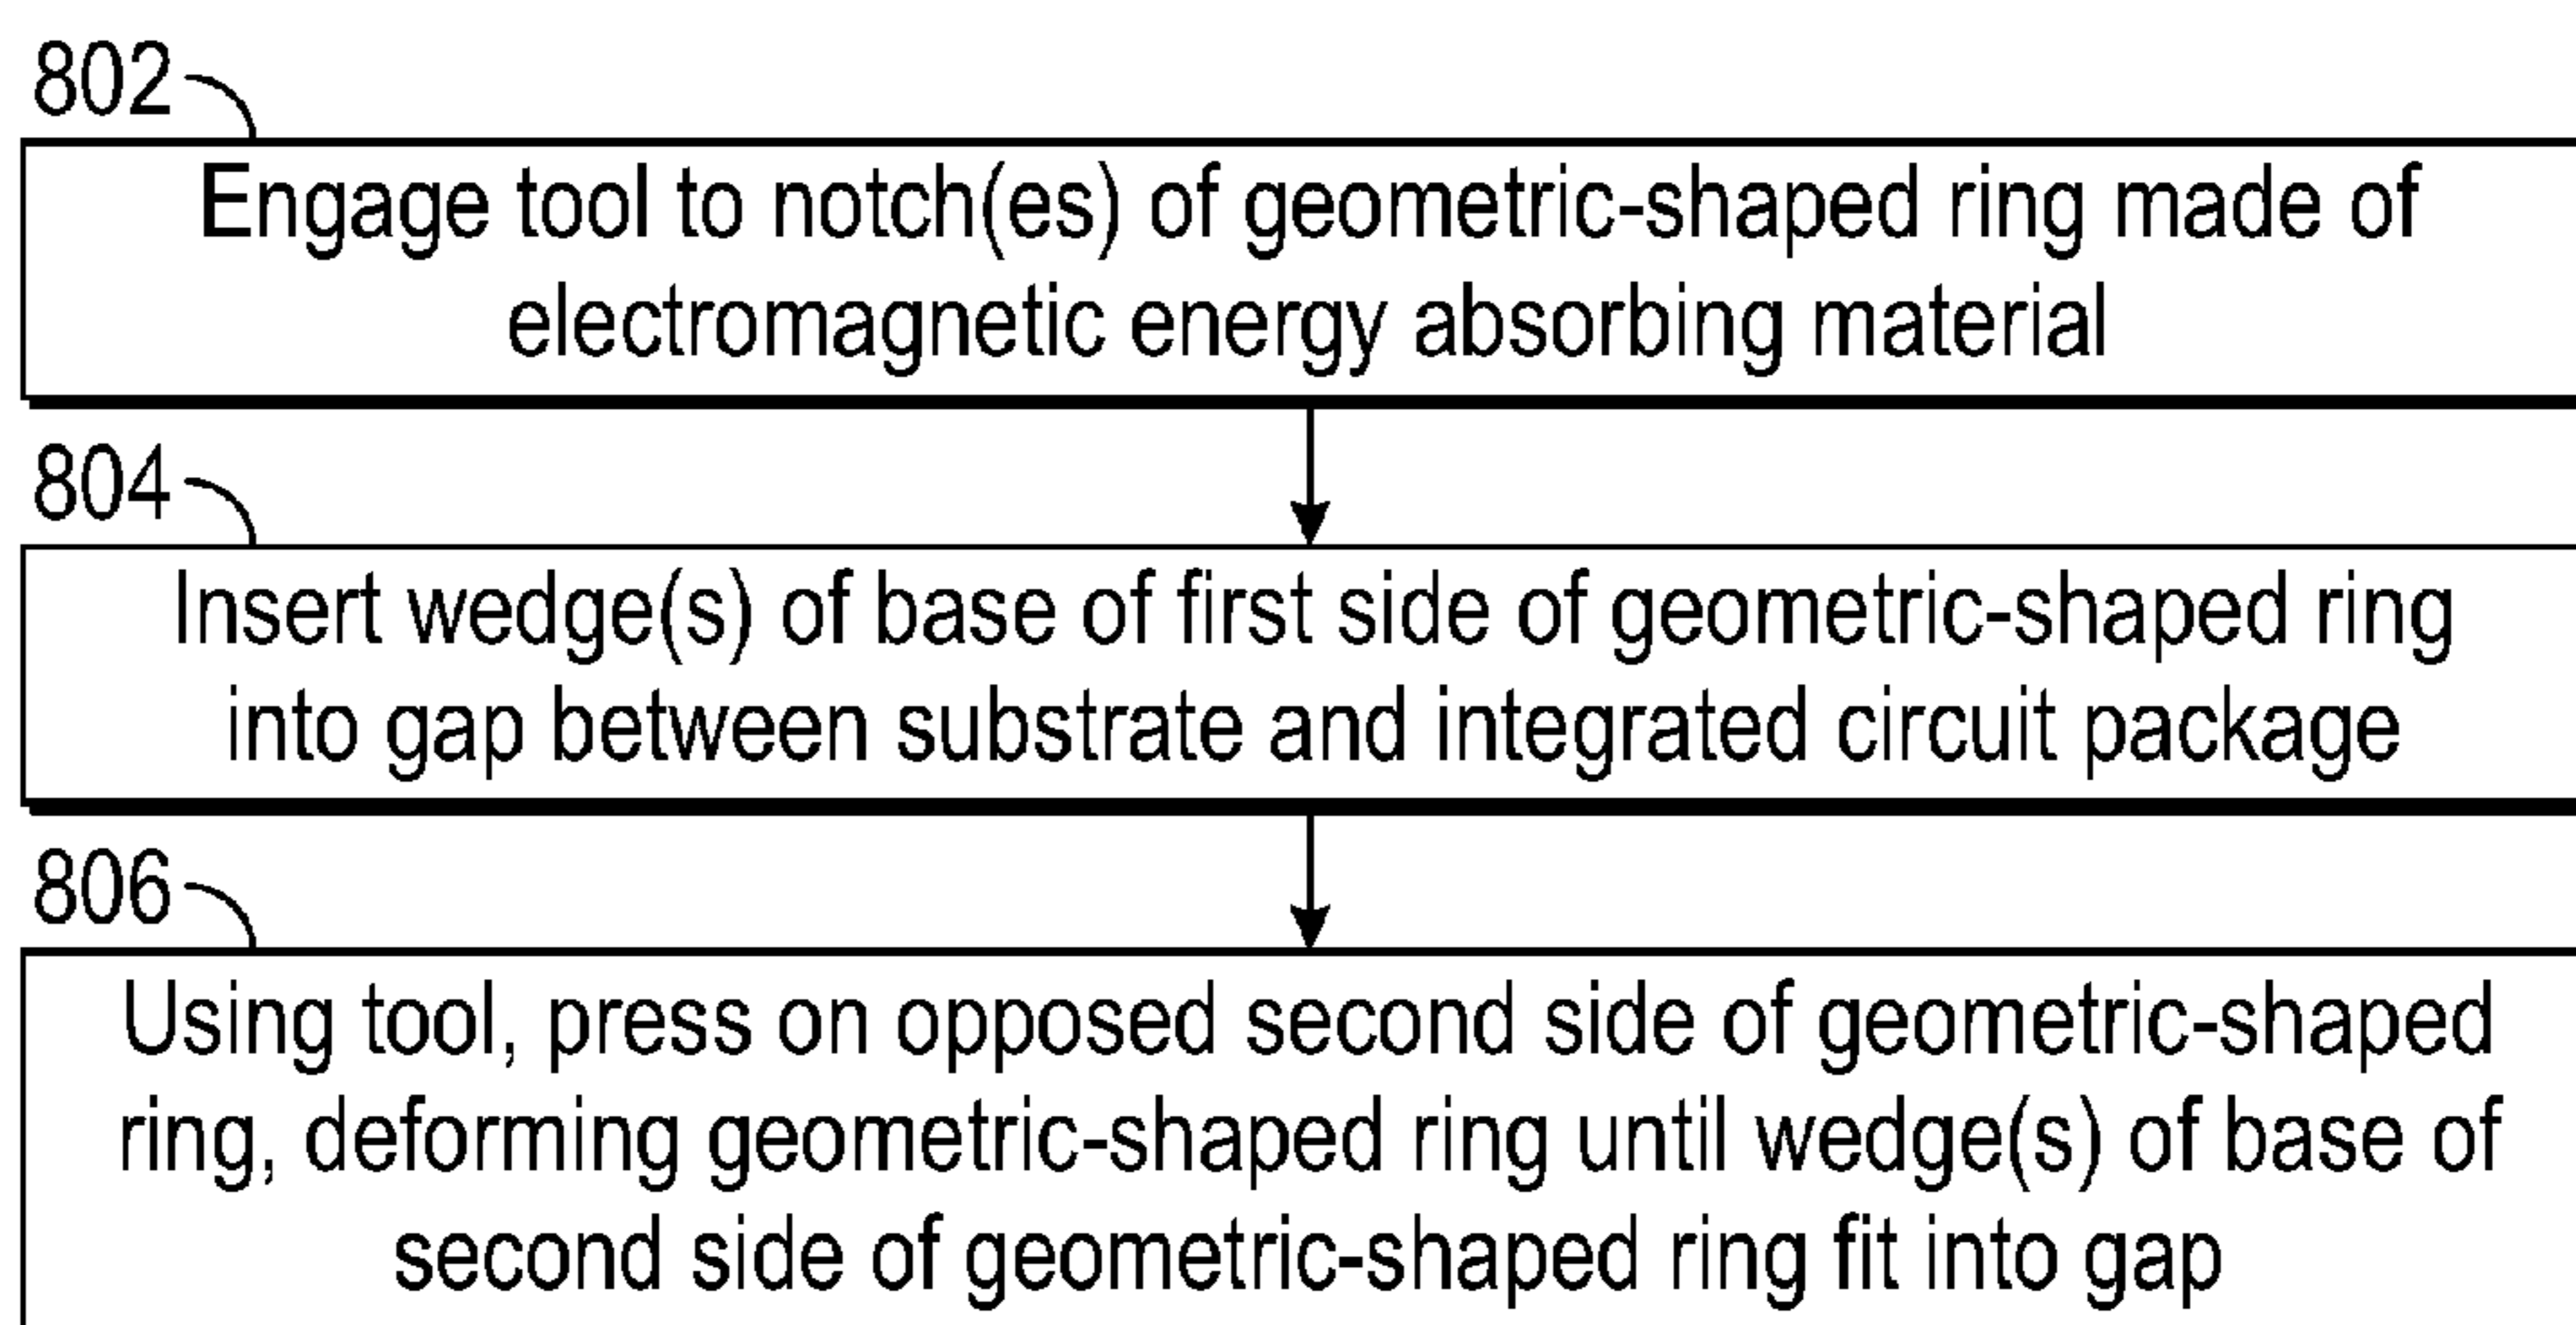 802
Engage tool to notch(es) of geometric-shaped ring made of
electromagnetic energy absorbing material
804
Insert wedge(s) of base of first side of geometric-shaped ring
into gap between substrate and integrated circuit package
806
Using tool, press on opposed second side of geometric-shaped
ring, deforming geometric-shaped ring until wedge(s) of base of
second side of geometric-shaped ring fit into gap